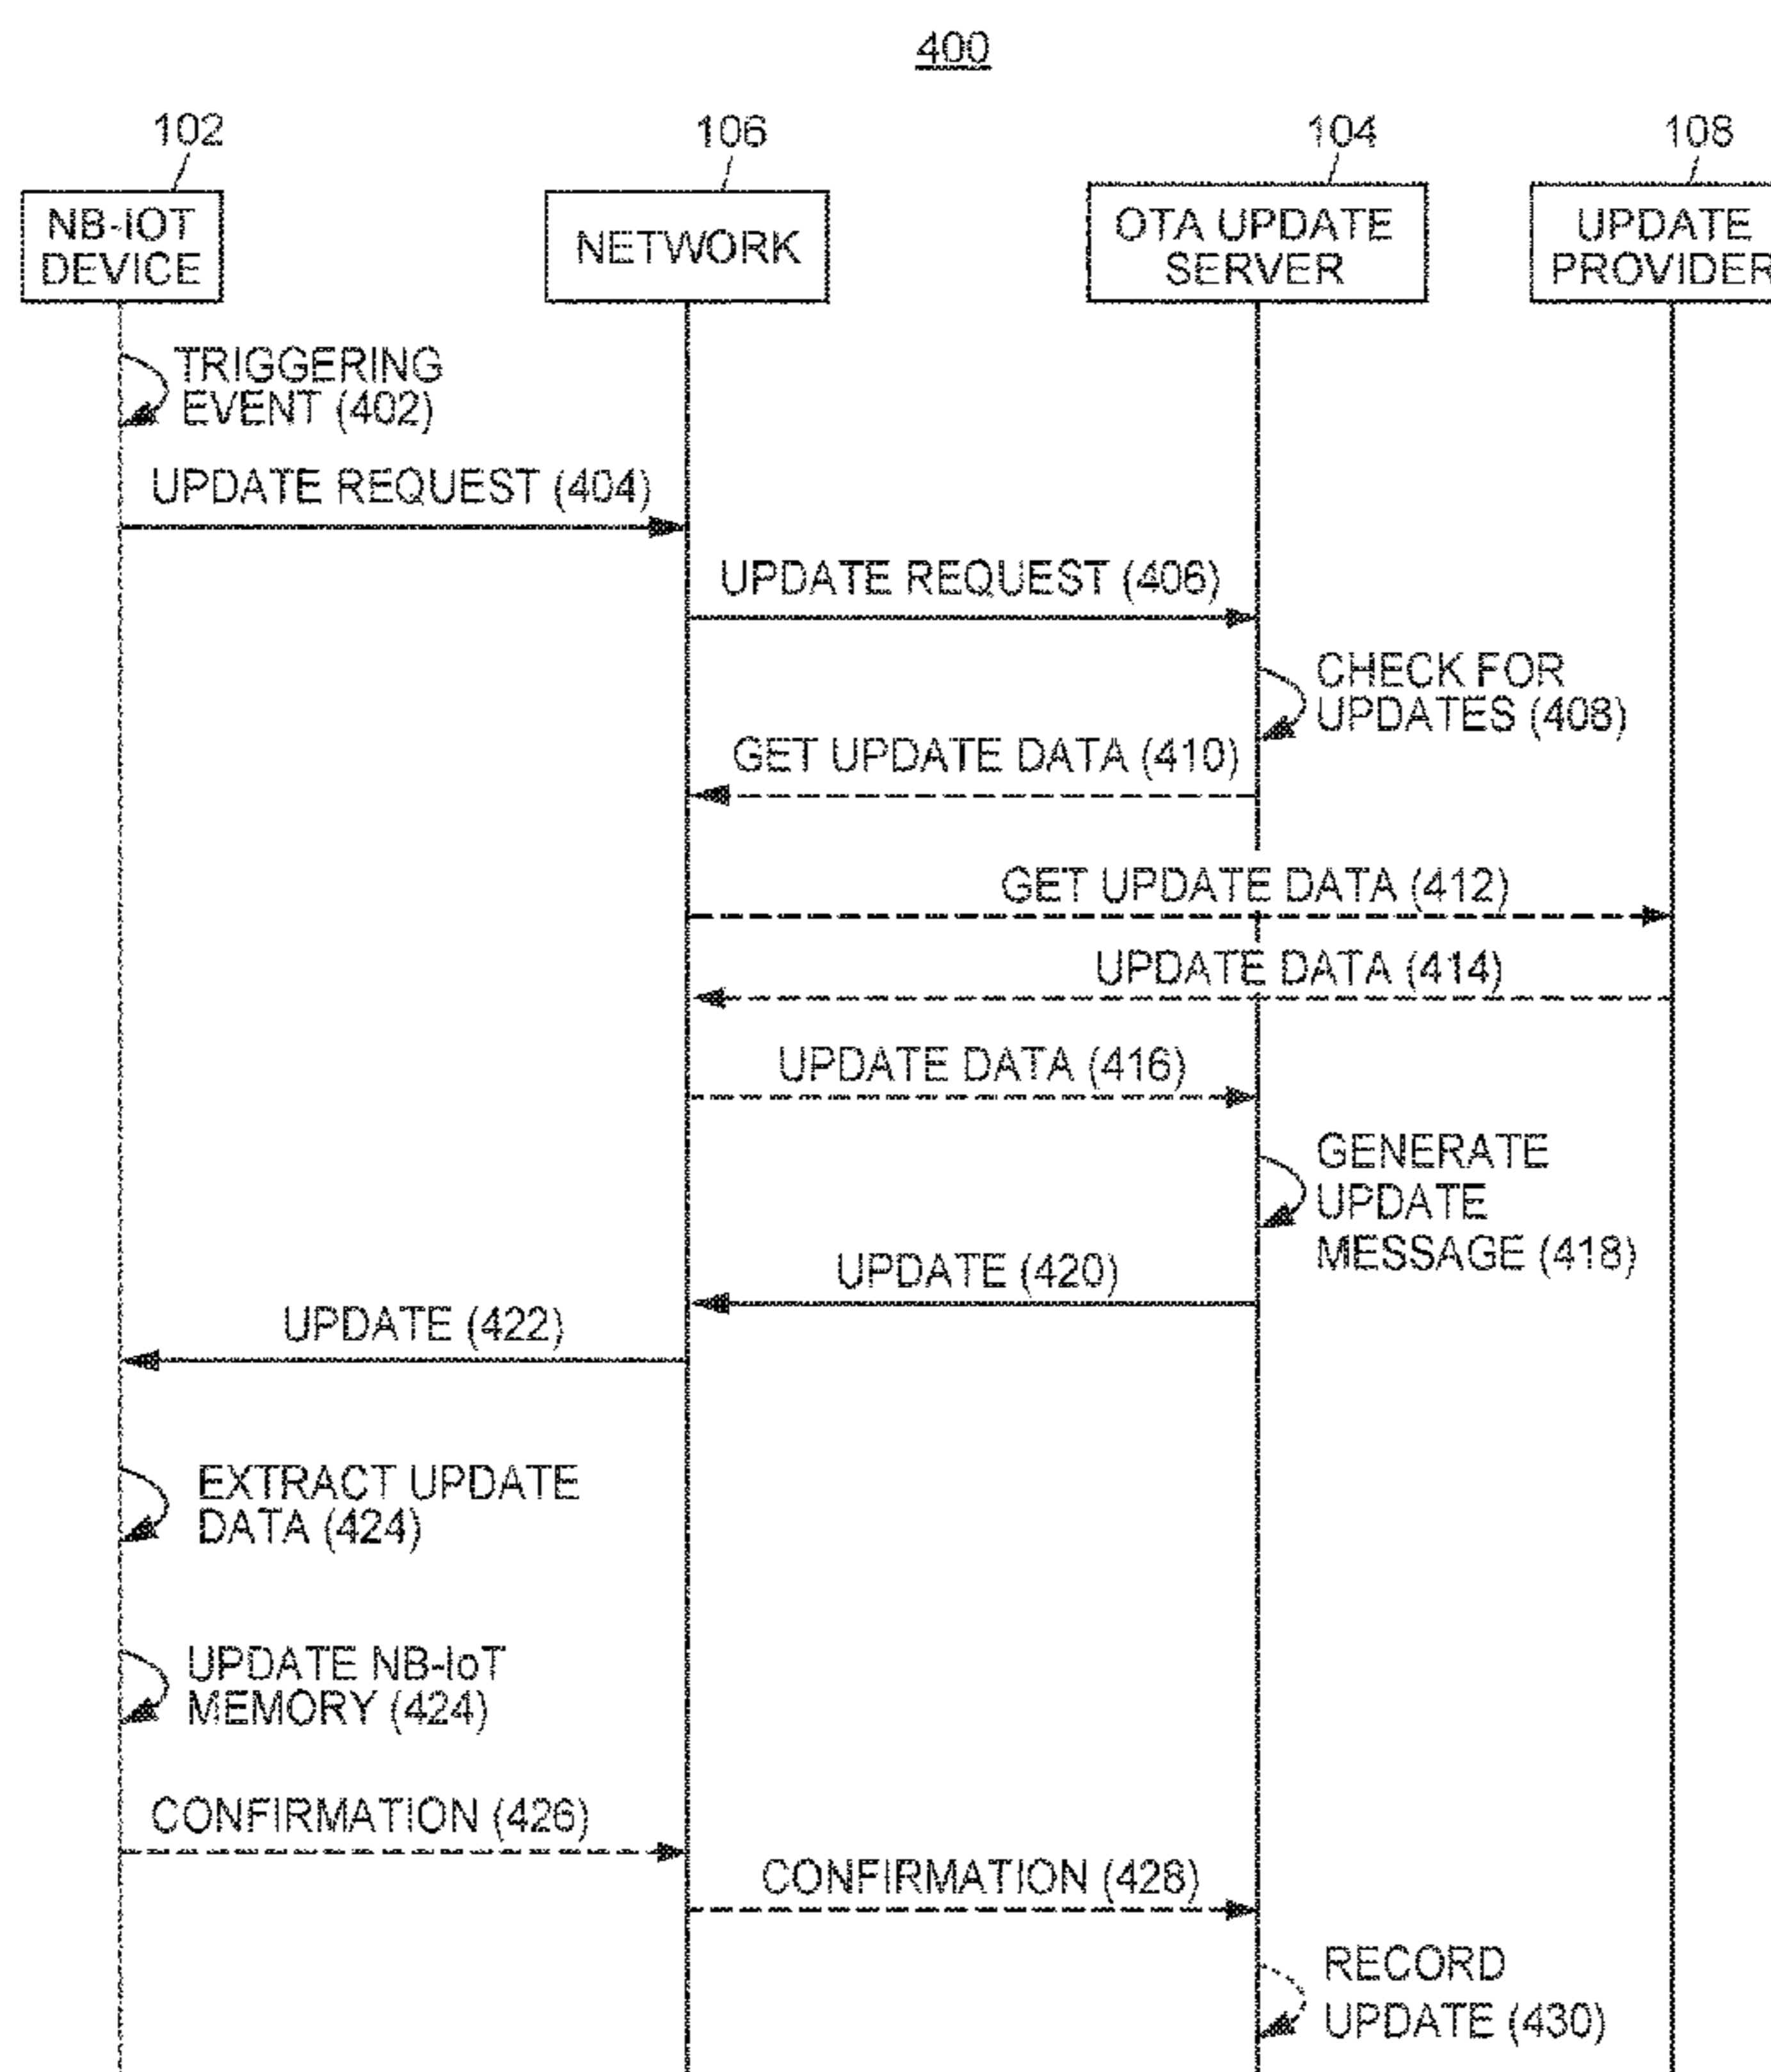 400
102
106
104
108
NB-IOT
DEVICE
NETWORK
OTA UPDATE
SERVER
UPDATE
PROVIDER
TRIGGERING
EVENT (402)
UPDATE REQUEST (404)
UPDATE REQUEST (406)
CHECK FOR
UPDATES (408)
GET UPDATE DATA (410)
GET UPDATE DATA (412)
UPDATE DATA (414)
UPDATE DATA (416)
GENERATE
UPDATE
MESSAGE (418)
UPDATE (420)
UPDATE (422)
EXTRACT UPDATE
DATA (424)
UPDATE NB-IoT
MEMORY (424)
CONFIRMATION (426)
CONFIRMATION (428)
RECORD
UPDATE (430)